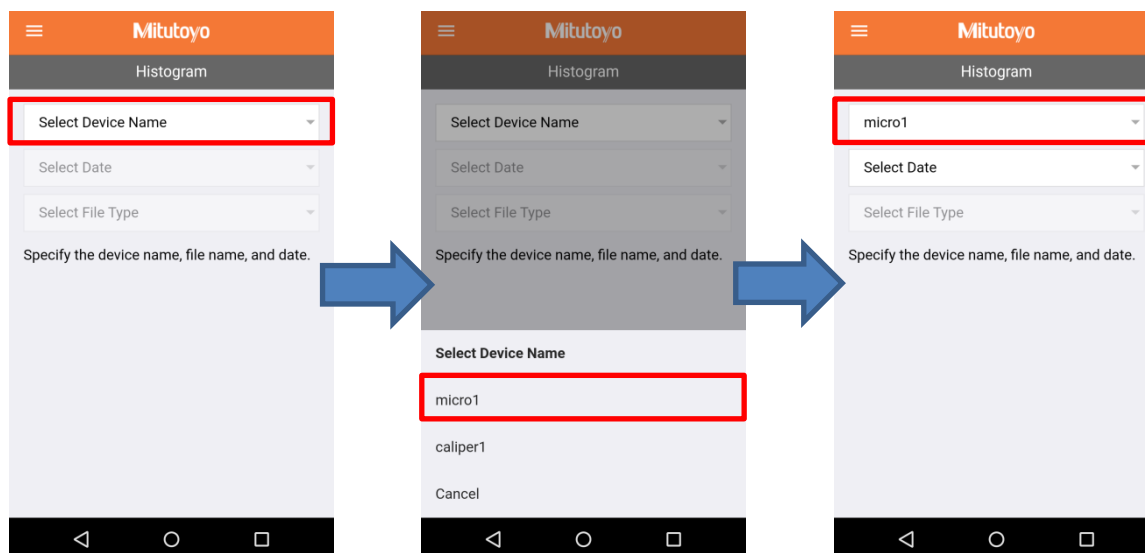 Mitutoyo
Histogram
Select Device Name
Select Date
Select File Type
Specify the device name, file name, and date.
Mitutoyo
Histogram
Select Device Name
Select Date
Select File Type
Specify the device name, file name, and date.
Select Device Name
micro1
caliper1
Cancel
Mitutoyo
Histogram
micro1
Select Date
Select File Type
Specify the device name, file name, and date.